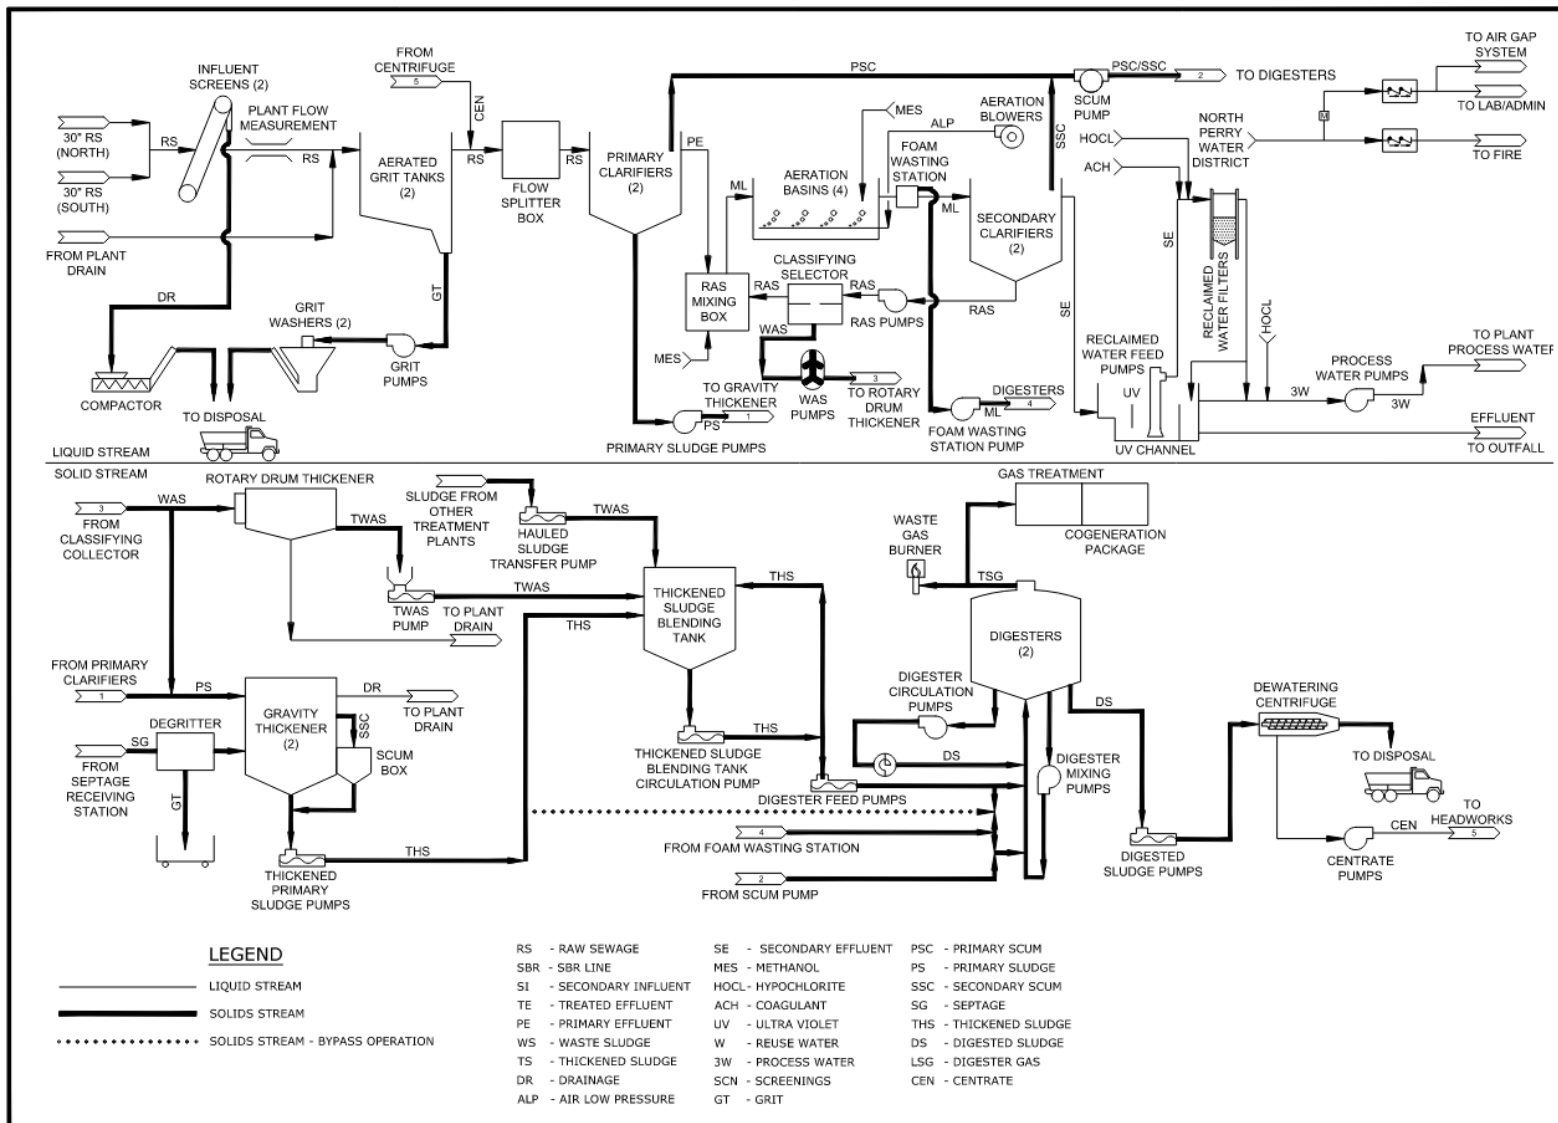 FROM
CENTRIFUGE
5
CEN
INFLUENT
SCREENS (2)
PLANT FLOW
MEASUREMENT
30" RS
(NORTH)
RS
RS
30" RS
(SOUTH)
FROM PLANT
DRAIN
AERATED
GRIT TANKS
(2)
RS
FLOW
SPLITTER
BOX
RS
PRIMARY
CLARIFIERS
(2)
PE
PSC
PSC/SSC
2
TO DIGESTERS
SCUM
PUMP
MES
ALP
AERATION
BLOWERS
SSC
FOAM
WASTING
STATION
ML
AERATION
BASINS (4)
ML
SECONDARY
CLARIFIERS
(2)
HOCL
ACH
NORTH
PERRY
WATER
DISTRICT
M
TO AIR GAP
SYSTEM
TO LAB/ADMIN
TO FIRE
DR
GT
GRIT
WASHERS (2)
GRIT
PUMPS
COMPACTOR
TO DISPOSAL
RAS
MIXING
BOX
MES
RAS
CLASSIFYING
SELECTOR
RAS
RAS PUMPS
RAS
WAS
WAS
PUMPS
3
TO ROTARY
DRUM
THICKENER
TO GRAVITY
THICKENER
1
PS
PRIMARY SLUDGE PUMPS
DIGESTERS
4
ML
FOAM WASTING
STATION PUMP
SE
SE
RECLAIMED
WATER FILTERS
HOCL
RECLAIMED
WATER FEED
PUMPS
UV
UV CHANNEL
3W
PROCESS
WATER PUMPS
3W
TO PLANT
PROCESS WATER
EFFLUENT
TO OUTFALL
LIQUID STREAM
SOLID STREAM
3
WAS
FROM
CLASSIFYING
COLLECTOR
ROTARY DRUM THICKENER
TWAS
TWAS
PUMP
TWAS
TO PLANT
DRAIN
SLUDGE FROM
OTHER
TREATMENT
PLANTS
HAULED
SLUDGE
TRANSFER PUMP
TWAS
THS
THICKENED
SLUDGE
BLENDING
TANK
THS
THS
THICKENED SLUDGE
BLENDING TANK
CIRCULATION PUMP
DIGESTER FEED PUMPS
WASTE
GAS
BURNER
GAS TREATMENT
COGENERATION
PACKAGE
TSG
DIGESTERS
(2)
DIGESTER
CIRCULATION
PUMPS
DS
DS
DIGESTER
MIXING
PUMPS
DIGESTED
SLUDGE PUMPS
DEWATERING
CENTRIFUGE
TO DISPOSAL
TO
HEADWORKS
CEN
5
CENTRATE
PUMPS
FROM PRIMARY
CLARIFIERS
1
PS
DEGRITTER
SG
FROM
SEPTAGE
RECEIVING
STATION
GT
GRAVITY
THICKENER
(2)
DR
TO PLANT
DRAIN
SSC
SCUM
BOX
THS
THICKENED
PRIMARY
SLUDGE PUMPS
4
FROM FOAM WASTING STATION
2
FROM SCUM PUMP
LEGEND
LIQUID STREAM
SOLIDS STREAM
SOLIDS STREAM - BYPASS OPERATION
RS - RAW SEWAGE
SBR - SBR LINE
SI - SECONDARY INFLUENT
TE - TREATED EFFLUENT
PE - PRIMARY EFFLUENT
WS - WASTE SLUDGE
TS - THICKENED SLUDGE
DR - DRAINAGE
ALP - AIR LOW PRESSURE
SE - SECONDARY EFFLUENT
MES - METHANOL
HOCL - HYPOCHLORITE
ACH - COAGULANT
UV - ULTRA VIOLET
W - REUSE WATER
3W - PROCESS WATER
SCN - SCREENINGS
GT - GRIT
PSC - PRIMARY SCUM
PS - PRIMARY SLUDGE
SSC - SECONDARY SCUM
SG - SEPTAGE
THS - THICKENED SLUDGE
DS - DIGESTED SLUDGE
LSG - DIGESTER GAS
CEN - CENTRATE